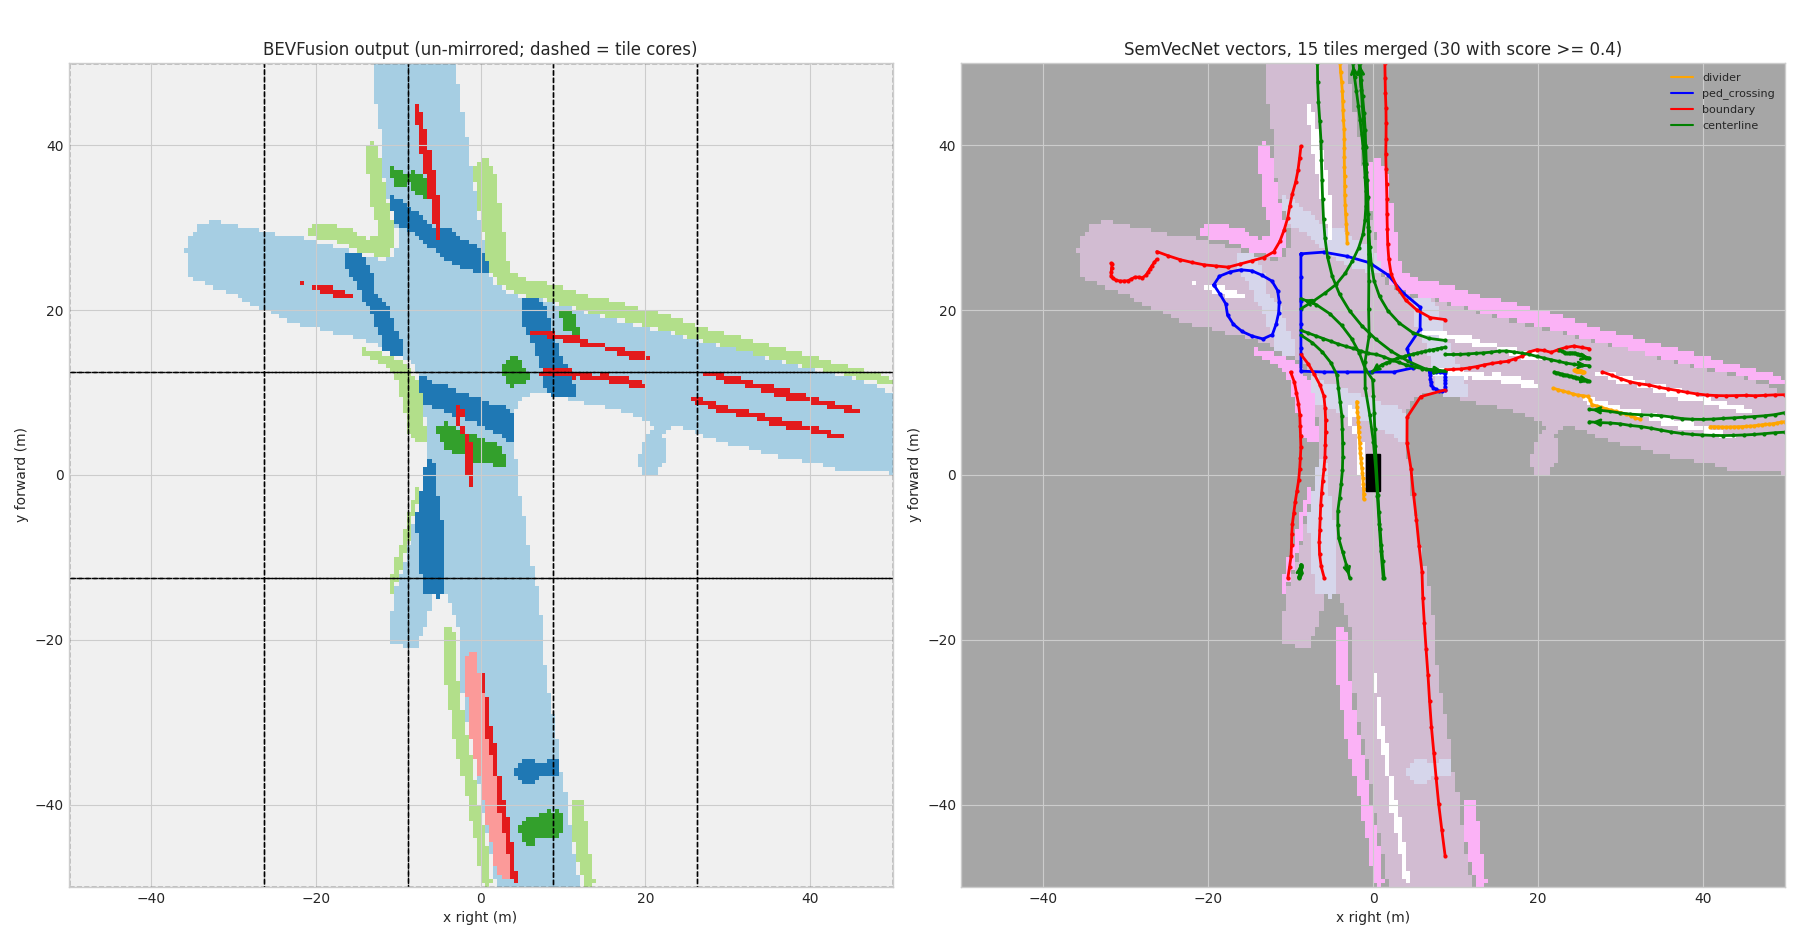 BEVFusion output (un-mirrored; dashed = tile cores)
40
20
0
−20
−40
y forward (m)
−40
−20
0
20
40
x right (m)
SemVecNet vectors, 15 tiles merged (30 with score >= 0.4)
divider
ped_crossing
boundary
centerline
40
20
0
−20
−40
y forward (m)
−40
−20
0
20
40
x right (m)